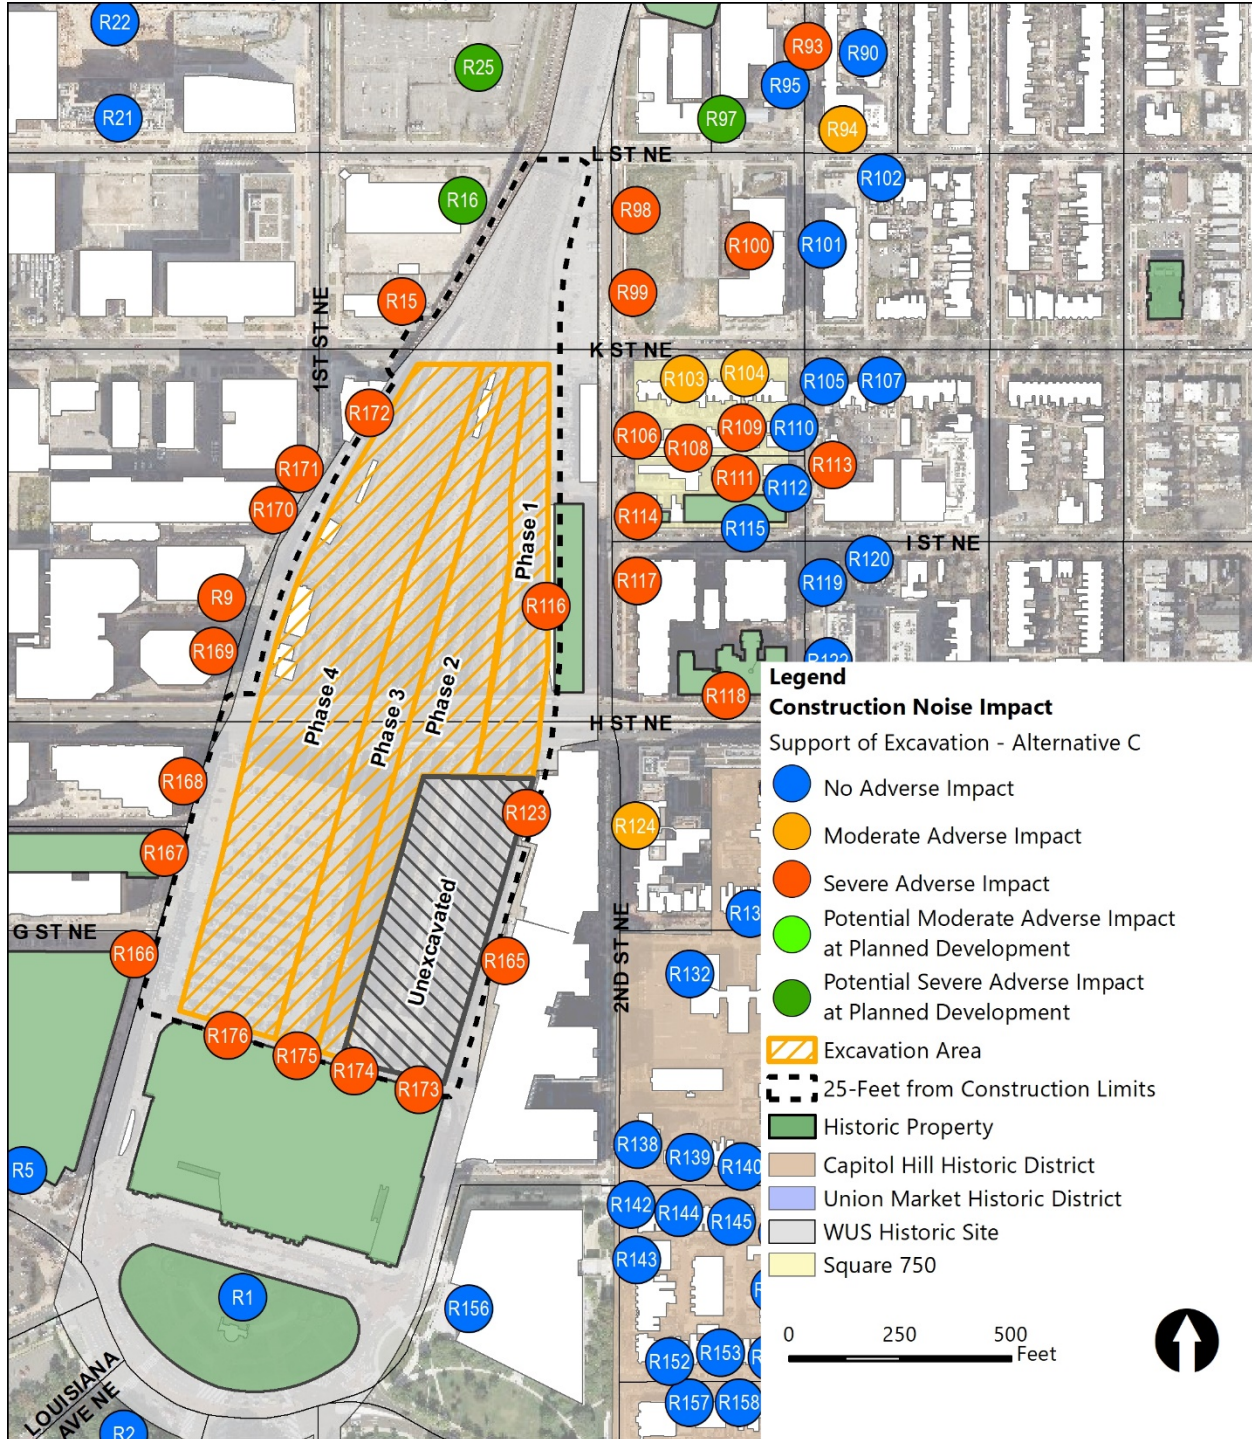 R22
R25
R93
R90
R95
R21
R97
R94
L ST NE
R102
R16
R98
R100
R101
R99
R15
1ST ST NE
K ST NE
R103
R104
R105
R107
R172
R106
R109
R110
R108
R171
R111
R113
R112
R170
R114
R115
Phase 1
I ST NE
R120
R117
R119
R9
R116
R169
R122
Phase 4
Phase 3
Phase 2
R118
H ST NE
R168
R123
R124
R167
Unexcavated
R13
G ST NE
R166
R165
2ND ST NE
R132
R176
R175
R174
R173
R138
R139
R140
R5
R142
R144
R145
R143
R1
R156
R152
R153
R
R157
R158
LOUISIANA
AVE NE
R2
Legend
Construction Noise Impact
Support of Excavation - Alternative C
No Adverse Impact
Moderate Adverse Impact
Severe Adverse Impact
Potential Moderate Adverse Impact
at Planned Development
Potential Severe Adverse Impact
at Planned Development
Excavation Area
25-Feet from Construction Limits
Historic Property
Capitol Hill Historic District
Union Market Historic District
WUS Historic Site
Square 750
0 250 500
Feet